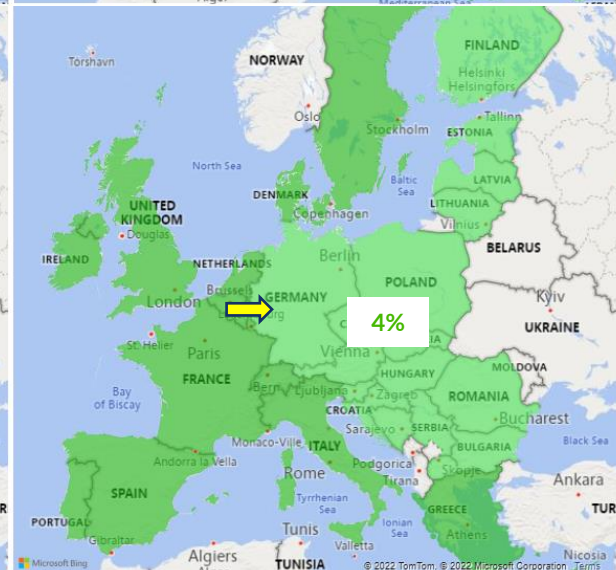 Mediterranean Sea
Tórshavn
NORWAY
FINLAND
Helsinki
Helsingfors
Oslo
Stockholm
Tallinn
ESTONIA
North Sea
Baltic
Sea
LATVIA
DENMARK
LITHUANIA
Copenhagen
Vilnius
UNITED
KINGDOM
Douglas
BELARUS
IRELAND
NETHERLANDS
Berlin
Brussels
POLAND
London
GERMANY
Kyiv
4%
UKRAINE
St. Helier
Paris
Vienna
FRANCE
HUNGARY
MOLDOVA
Bay
of Biscay
Bern
Ljubljana
Zagreb
ROMANIA
CROATIA
Bucharest
Sarajevo
SERBIA
Monaco-Ville
ITALY
BULGARIA
Black Sea
Andorra la Vella
Podgorica
Skopje
Rome
Tirana
Ankara
SPAIN
Tyrrhenian
Sea
GREECE
TUR
PORTUGAL
Ionian
Sea
Athens
Gibraltar
Tunis
Valletta
Algiers
Nicosia
Microsoft Bing
TUNISIA
© 2022 TomTom, © 2022 Microsoft Corporation Terms